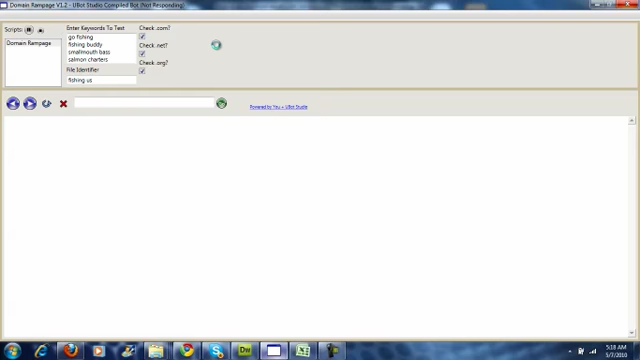 Domain Rampage V1.2 - UBot Studio Compiled Bot (Not Responding)
Scripts:
Domain Rampage
Enter Keywords To Test
go fishing
fishing buddy
smallmouth bass
salmon charters
File Identifier
fishing us
Check .com?
Check .net?
Check .org?
Powered by You + UBot Studio
Dw
5:18 AM
5/7/2010